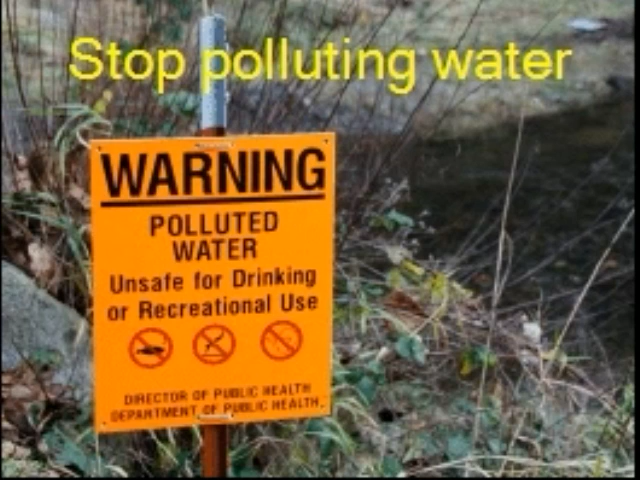 Stop polluting water
WARNING
POLLUTED
WATER
Unsafe for Drinking
or Recreational Use
DIRECTOR OF PUBLIC HEALTH
DEPARTMENT OF PUBLIC HEALTH.